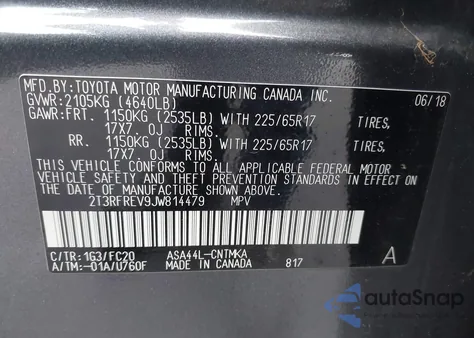 MFD.BY:TOYOTA MOTOR MANUFACTURING CANADA INC.
GVWR:2105KG (4640LB) 06/18
GAWR:FRT. 1150KG (2535LB) WITH 225/65R17 TIRES,
17X7.0J RIMS.
RR. 1150KG (2535LB) WITH 225/65R17 TIRES,
17X7.0J RIMS.
THIS VEHICLE CONFORMS TO ALL APPLICABLE FEDERAL MOTOR
VEHICLE SAFETY AND THEFT PREVENTION STANDARDS IN EFFECT ON
THE DATE OF MANUFACTURE SHOWN ABOVE.
2T3RFREV9JW814479 MPV
C/TR:1G3/FC20 ASA44L-CNTMKA A
A/TM:-01A/U760F MADE IN CANADA 817
autoSnap